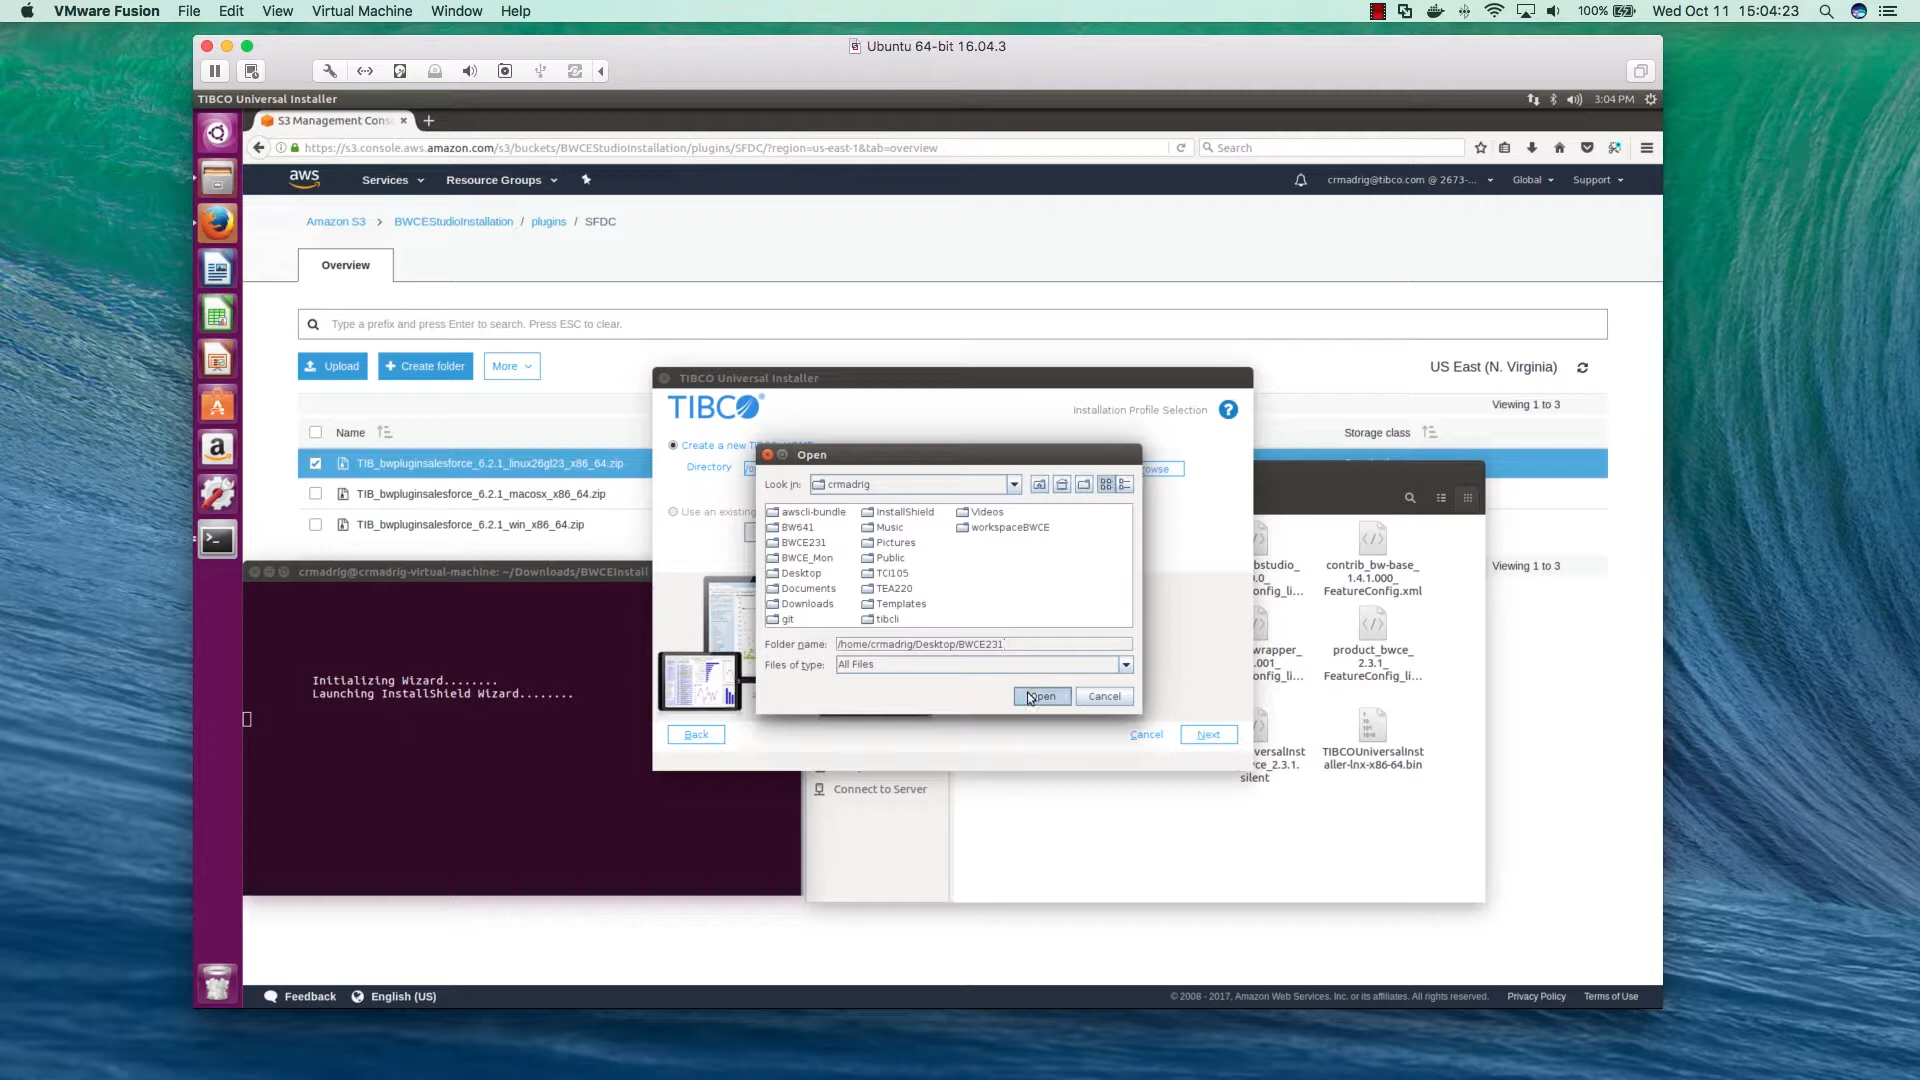 VMware Fusion File Edit View Virtual Machine Window Help 100% Wed Oct 11 15:04:23
Ubuntu 64-bit 16.04.3
TIBCO Universal Installer 3:04 PM
S3 Management Cons
https://s3.console.aws.amazon.com/s3/buckets/BWCEStudioInstallation/plugins/SFDC/?region=us-east-1&tab=overview Search
aws Services Resource Groups crmadrig@tibco.com @ 2673-... Global Support
Amazon S3 > BWCEStudioInstallation / plugins / SFDC
Overview
Type a prefix and press Enter to search. Press ESC to clear.
Upload + Create folder More US East (N. Virginia)
Viewing 1 to 3
Name Storage class
TIB_bwpluginsalesforce_6.2.1_linux26gl23_x86_64.zip
TIB_bwpluginsalesforce_6.2.1_macosx_x86_64.zip
TIB_bwpluginsalesforce_6.2.1_win_x86_64.zip
Viewing 1 to 3
TIBCO Universal Installer
TIBCO® Installation Profile Selection ?
Create a new
Directory
Use an existing
Back Cancel Next
Open
Look in: crmadrig
awscli-bundle InstallShield Videos
BW641 Music workspaceBWCE
BWCE231 Pictures
BWCE_Mon Public
Desktop TCI105
Documents TEA220
Downloads Templates
git tibcli
Folder name: /home/crmadrig/Desktop/BWCE231
Files of type: All Files
Open Cancel
crmadrig@crmadrig-virtual-machine: ~/Downloads/BWCEInstall
Initializing Wizard........
Launching InstallShield Wizard........
contrib_bw-base_
1.4.1.000_
FeatureConfig.xml
product_bwce_
2.3.1_
FeatureConfig_li...
TIBCOUniversalInst
aller-lnx-x86-64.bin
silent
Connect to Server
Feedback English (US) © 2008 - 2017, Amazon Web Services, Inc. or its affiliates. All rights reserved. Privacy Policy Terms of Use